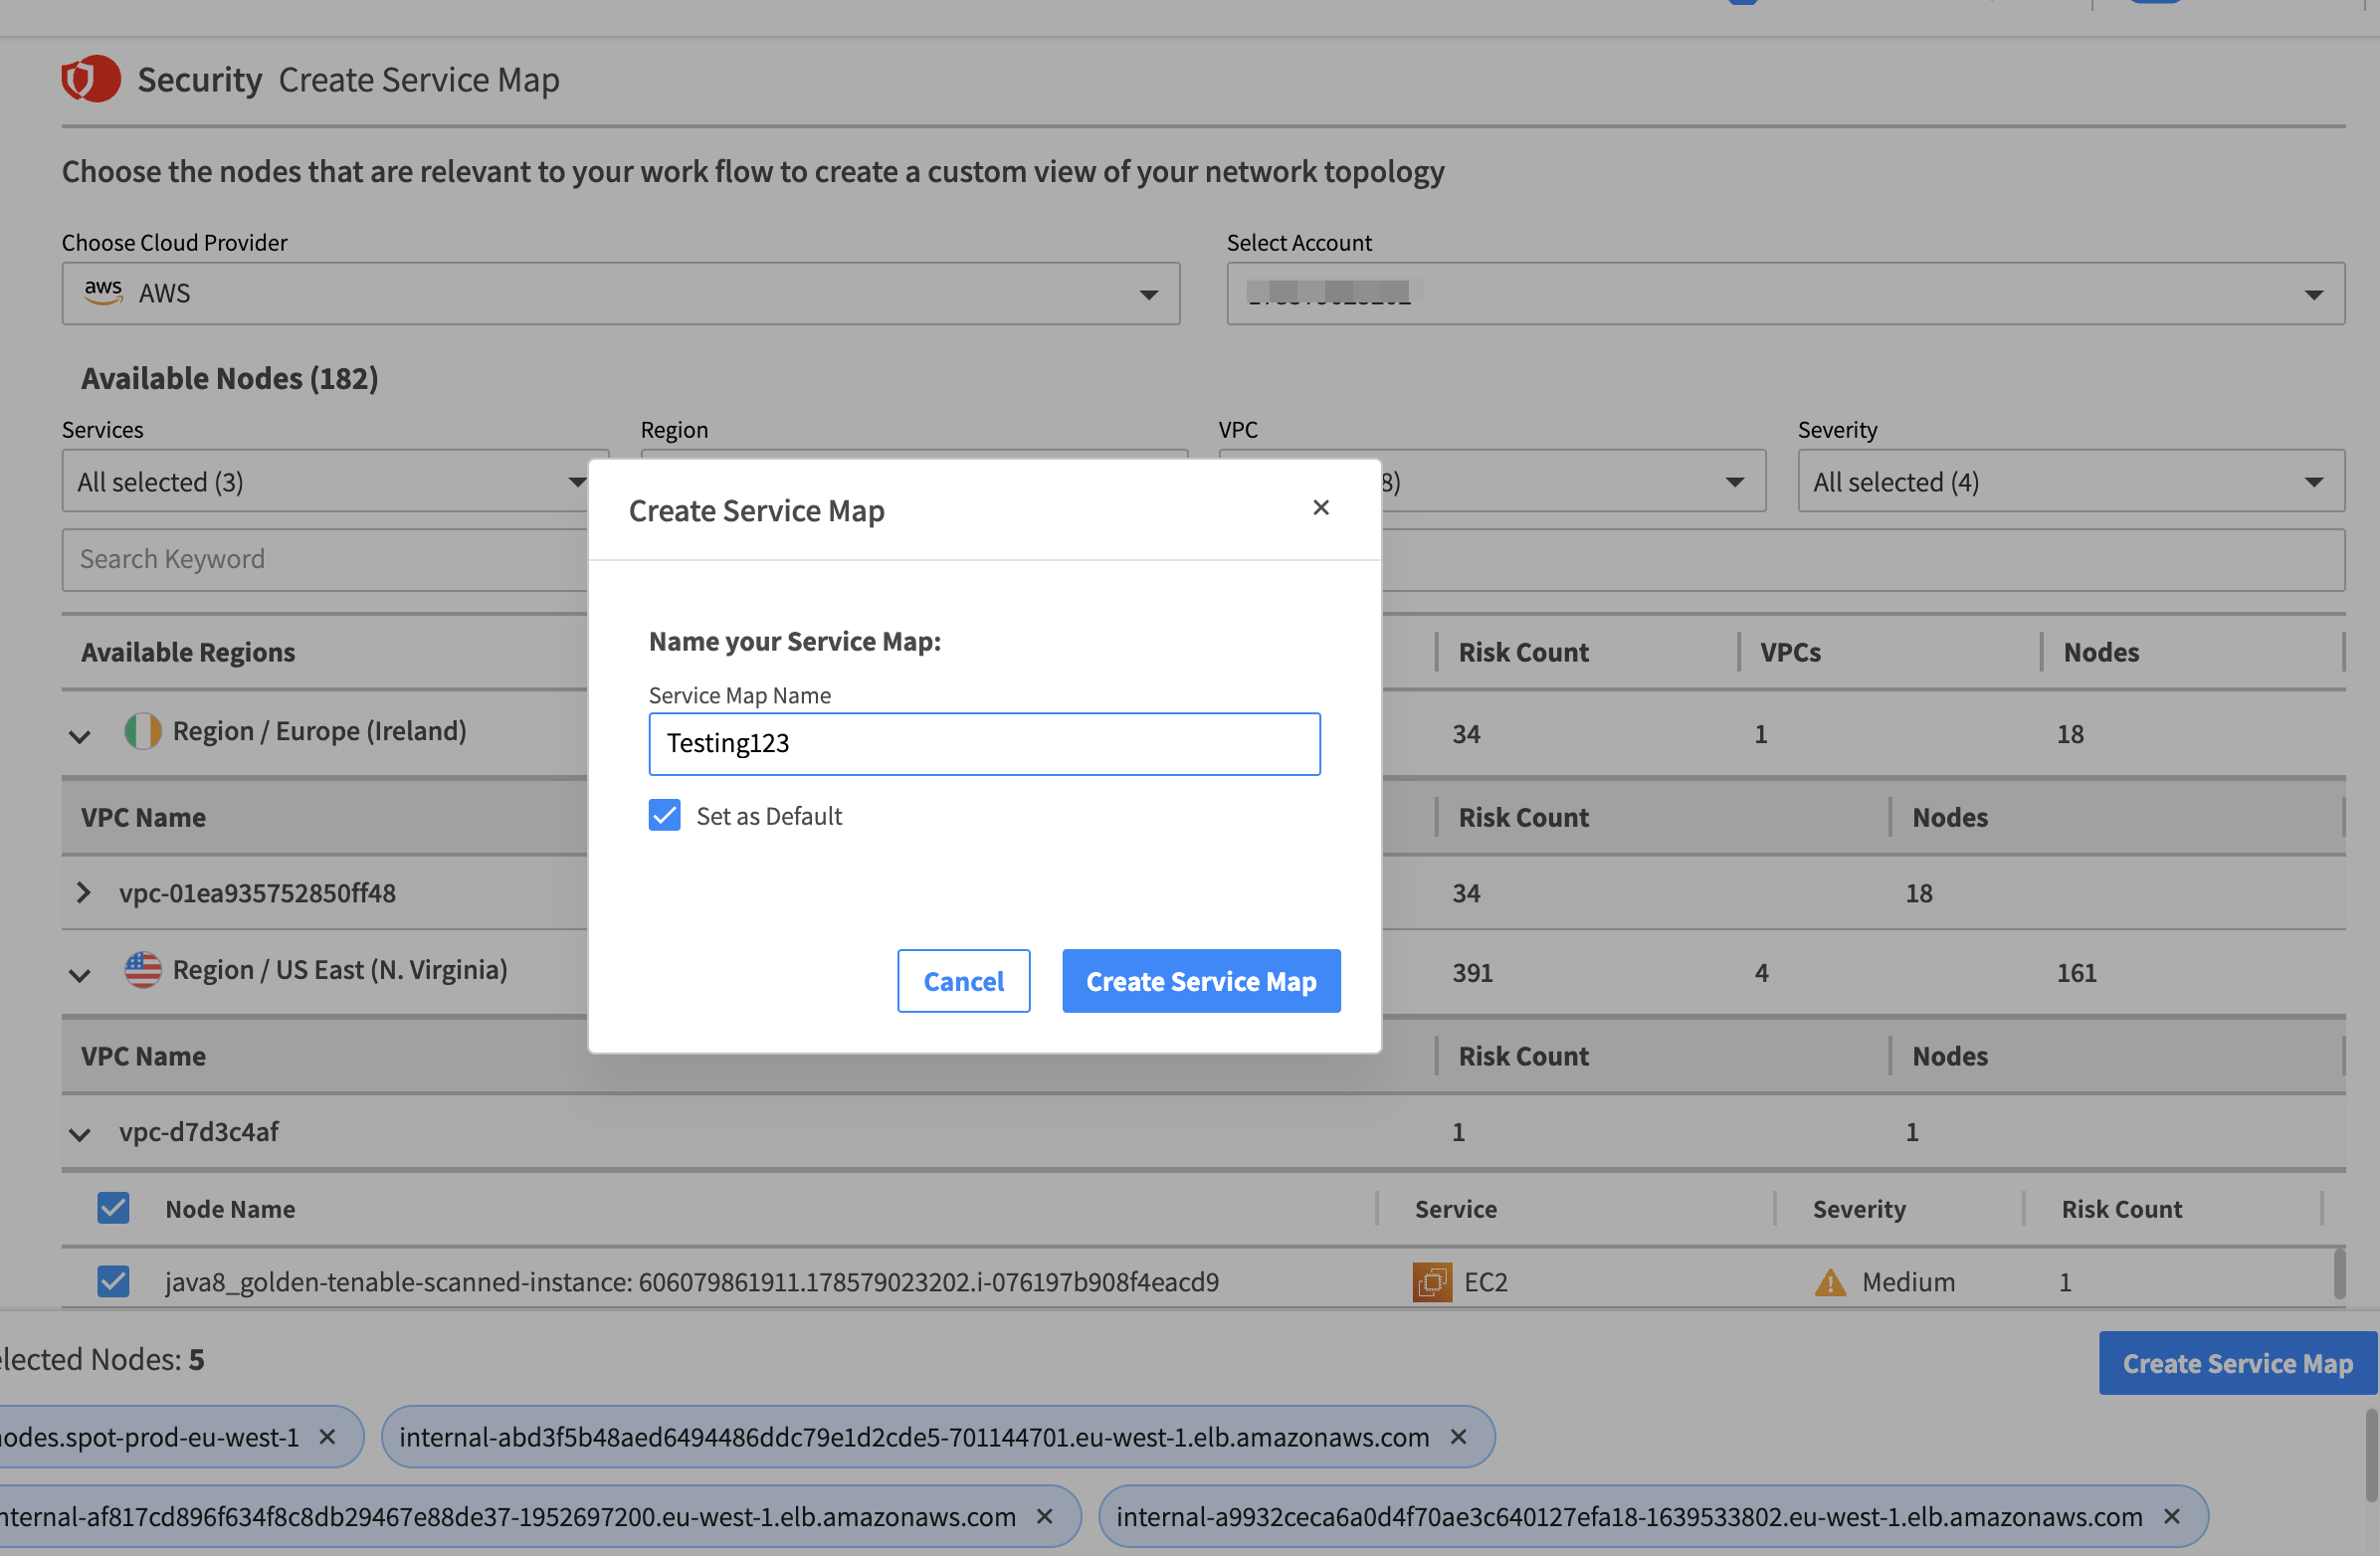 Security Create Service Map
Choose the nodes that are relevant to your work flow to create a custom view of your network topology
Choose Cloud Provider
Select Account
aws AWS
Available Nodes (182)
Services
Region
VPC
Severity
All selected (3)
8)
All selected (4)
Search Keyword
Create Service Map
Name your Service Map:
Service Map Name
Testing123
Set as Default
Cancel
Create Service Map
Available Regions
Risk Count
VPCs
Nodes
Region / Europe (Ireland)
34
1
18
VPC Name
Risk Count
Nodes
vpc-01ea935752850ff48
34
18
Region / US East (N. Virginia)
391
4
161
VPC Name
Risk Count
Nodes
vpc-d7d3c4af
1
1
Node Name
Service
Severity
Risk Count
java8_golden-tenable-scanned-instance: 606079861911.178579023202.i-076197b908f4eacd9
EC2
Medium
1
elected Nodes: 5
Create Service Map
nodes.spot-prod-eu-west-1
internal-abd3f5b48aed6494486ddc79e1d2cde5-701144701.eu-west-1.elb.amazonaws.com
nternal-af817cd896f634f8c8db29467e88de37-1952697200.eu-west-1.elb.amazonaws.com
internal-a9932ceca6a0d4f70ae3c640127efa18-1639533802.eu-west-1.elb.amazonaws.com